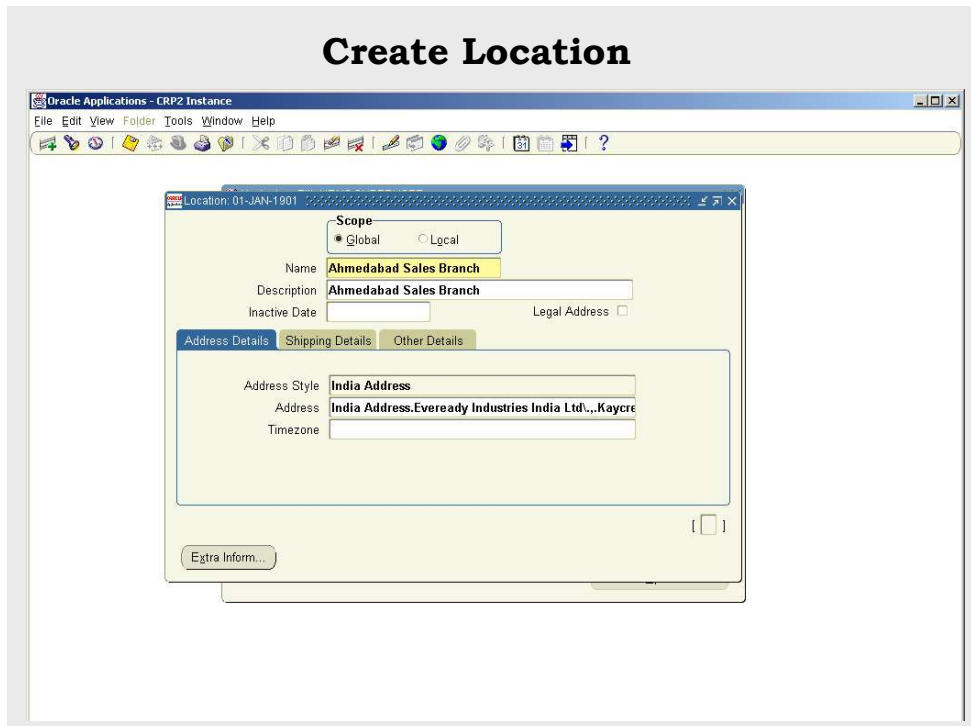 Create Location
Oracle Applications - CRP2 Instance
File Edit View Folder Tools Window Help
Location: 01-JAN-1901
Scope
Global Local
Name Ahmedabad Sales Branch
Description Ahmedabad Sales Branch
Inactive Date Legal Address
Address Details Shipping Details Other Details
Address Style India Address
Address India Address.Eveready Industries India Ltd\.,.Kaycre
Timezone
[ ]
Extra Inform...